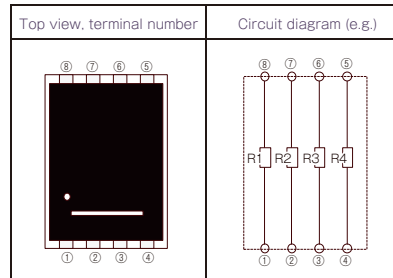 Top view, terminal number
Circuit diagram (e.g.)
⑧ ⑦ ⑥ ⑤
① ② ③ ④
⑧ ⑦ ⑥ ⑤
R1 R2 R3 R4
① ② ③ ④